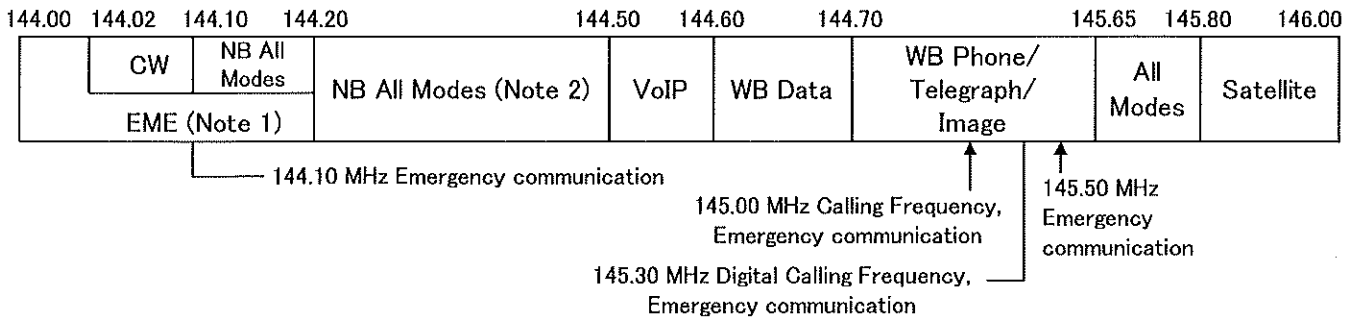 144.00 144.02 144.10 144.20 144.50 144.60 144.70 145.65 145.80 146.00
CW
NB All
Modes
EME (Note 1)
NB All Modes (Note 2)
VoIP
WB Data
WB Phone/
Telegraph/
Image
All
Modes
Satellite
144.10 MHz Emergency communication
145.00 MHz Calling Frequency,
Emergency communication
145.50 MHz
Emergency
communication
145.30 MHz Digital Calling Frequency,
Emergency communication